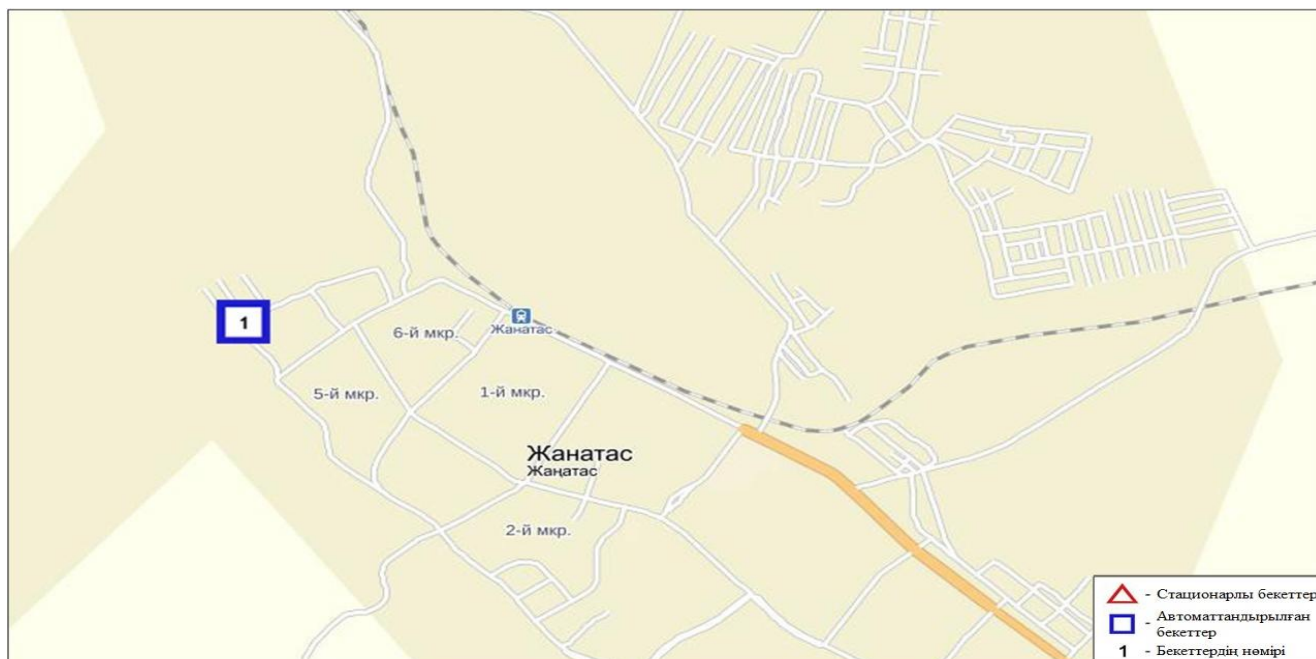 1
6-й мкр.
Жанатас
5-й мкр.
1-й мкр.
Жанатас
Жаңатас
2-й мкр.
- Стационарлы бекеттер
- Автоматтандырылған
бекеттер
1 - Бекеттердің нөмірі